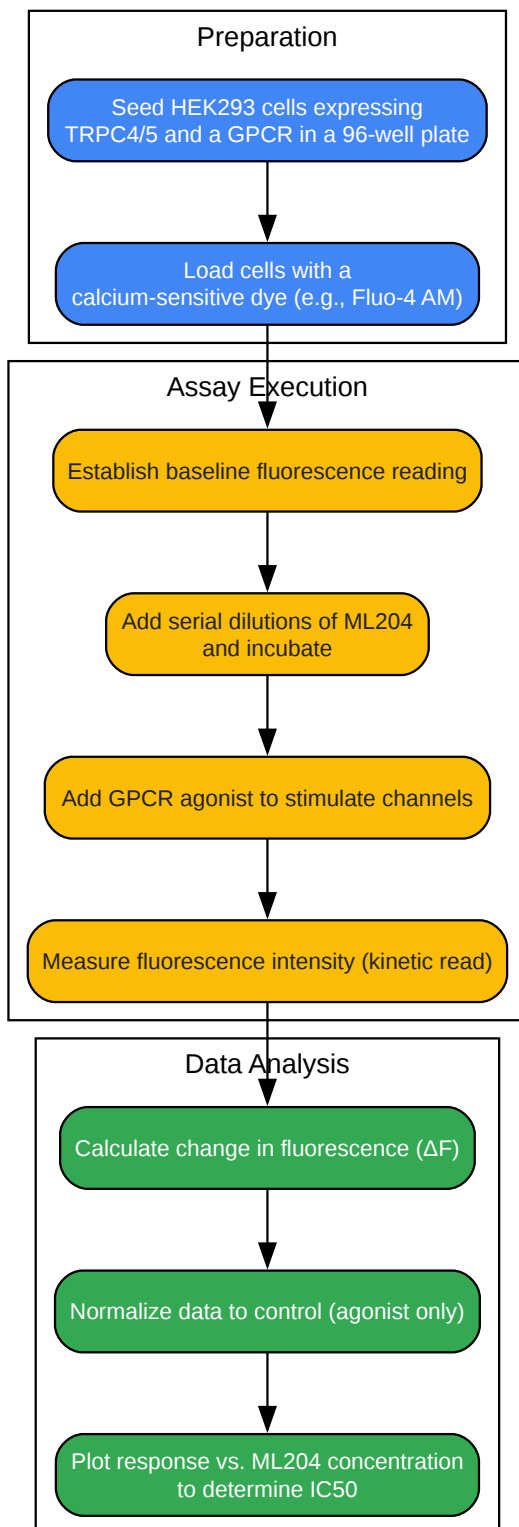 Preparation
Seed HEK293 cells expressing
TRPC4/5 and a GPCR in a 96-well plate
Load cells with a
calcium-sensitive dye (e.g., Fluo-4 AM)
Assay Execution
Establish baseline fluorescence reading
Add serial dilutions of ML204
and incubate
Add GPCR agonist to stimulate channels
Measure fluorescence intensity (kinetic read)
Data Analysis
Calculate change in fluorescence (ΔF)
Normalize data to control (agonist only)
Plot response vs. ML204 concentration
to determine IC50